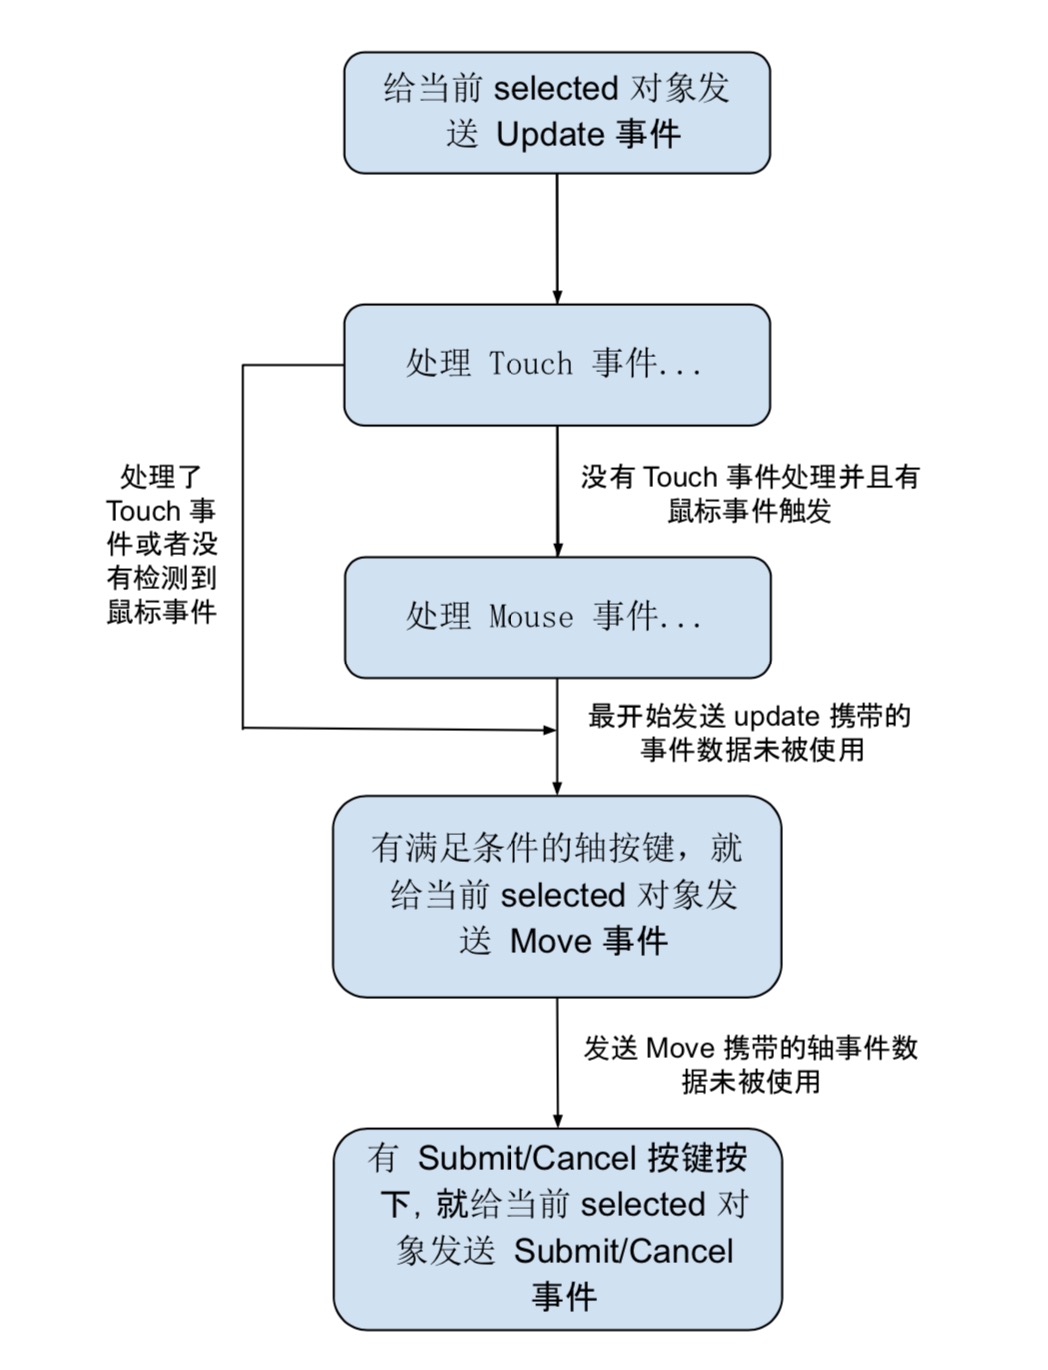 给当前 selected 对象发
送 Update 事件
处理 Touch 事件...
处理了
Touch 事
件或者没
有检测到
鼠标事件
没有 Touch 事件处理并且有
鼠标事件触发
处理 Mouse 事件...
最开始发送 update 携带的
事件数据未被使用
有满足条件的轴按键，就
给当前 selected 对象发
送 Move 事件
发送 Move 携带的轴事件数
据未被使用
有 Submit/Cancel 按键按
下，就给当前 selected 对
象发送 Submit/Cancel
事件